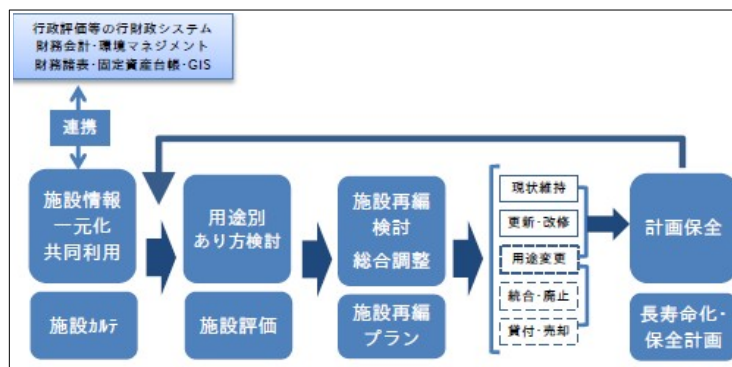 行政評価等の行財政システム
財務会計･環境マネジメント
財務諸表･固定資産台帳･GIS
連携
施設情報
一元化
共同利用
施設ｶﾙﾃ
用途別
あり方検討
施設評価
施設再編
検討
総合調整
施設再編
プラン
現状維持
更新･改修
用途変更
統合･廃止
貸付･売却
計画保全
長寿命化･
保全計画